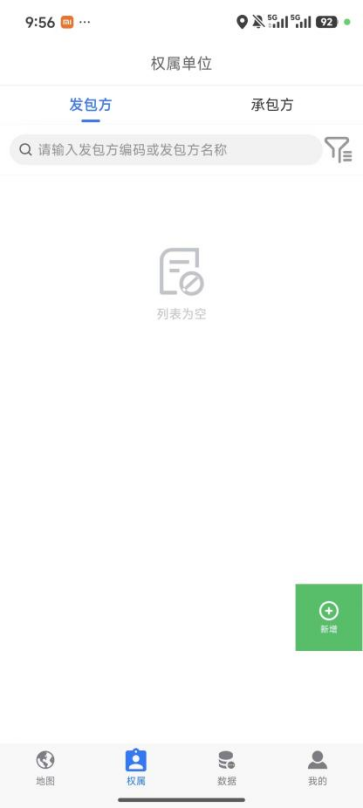 9:56 ···
5G 5G 92
权属单位
发包方 承包方
请输入发包方编码或发包方名称
列表为空
新增
地图 权属 数据 我的